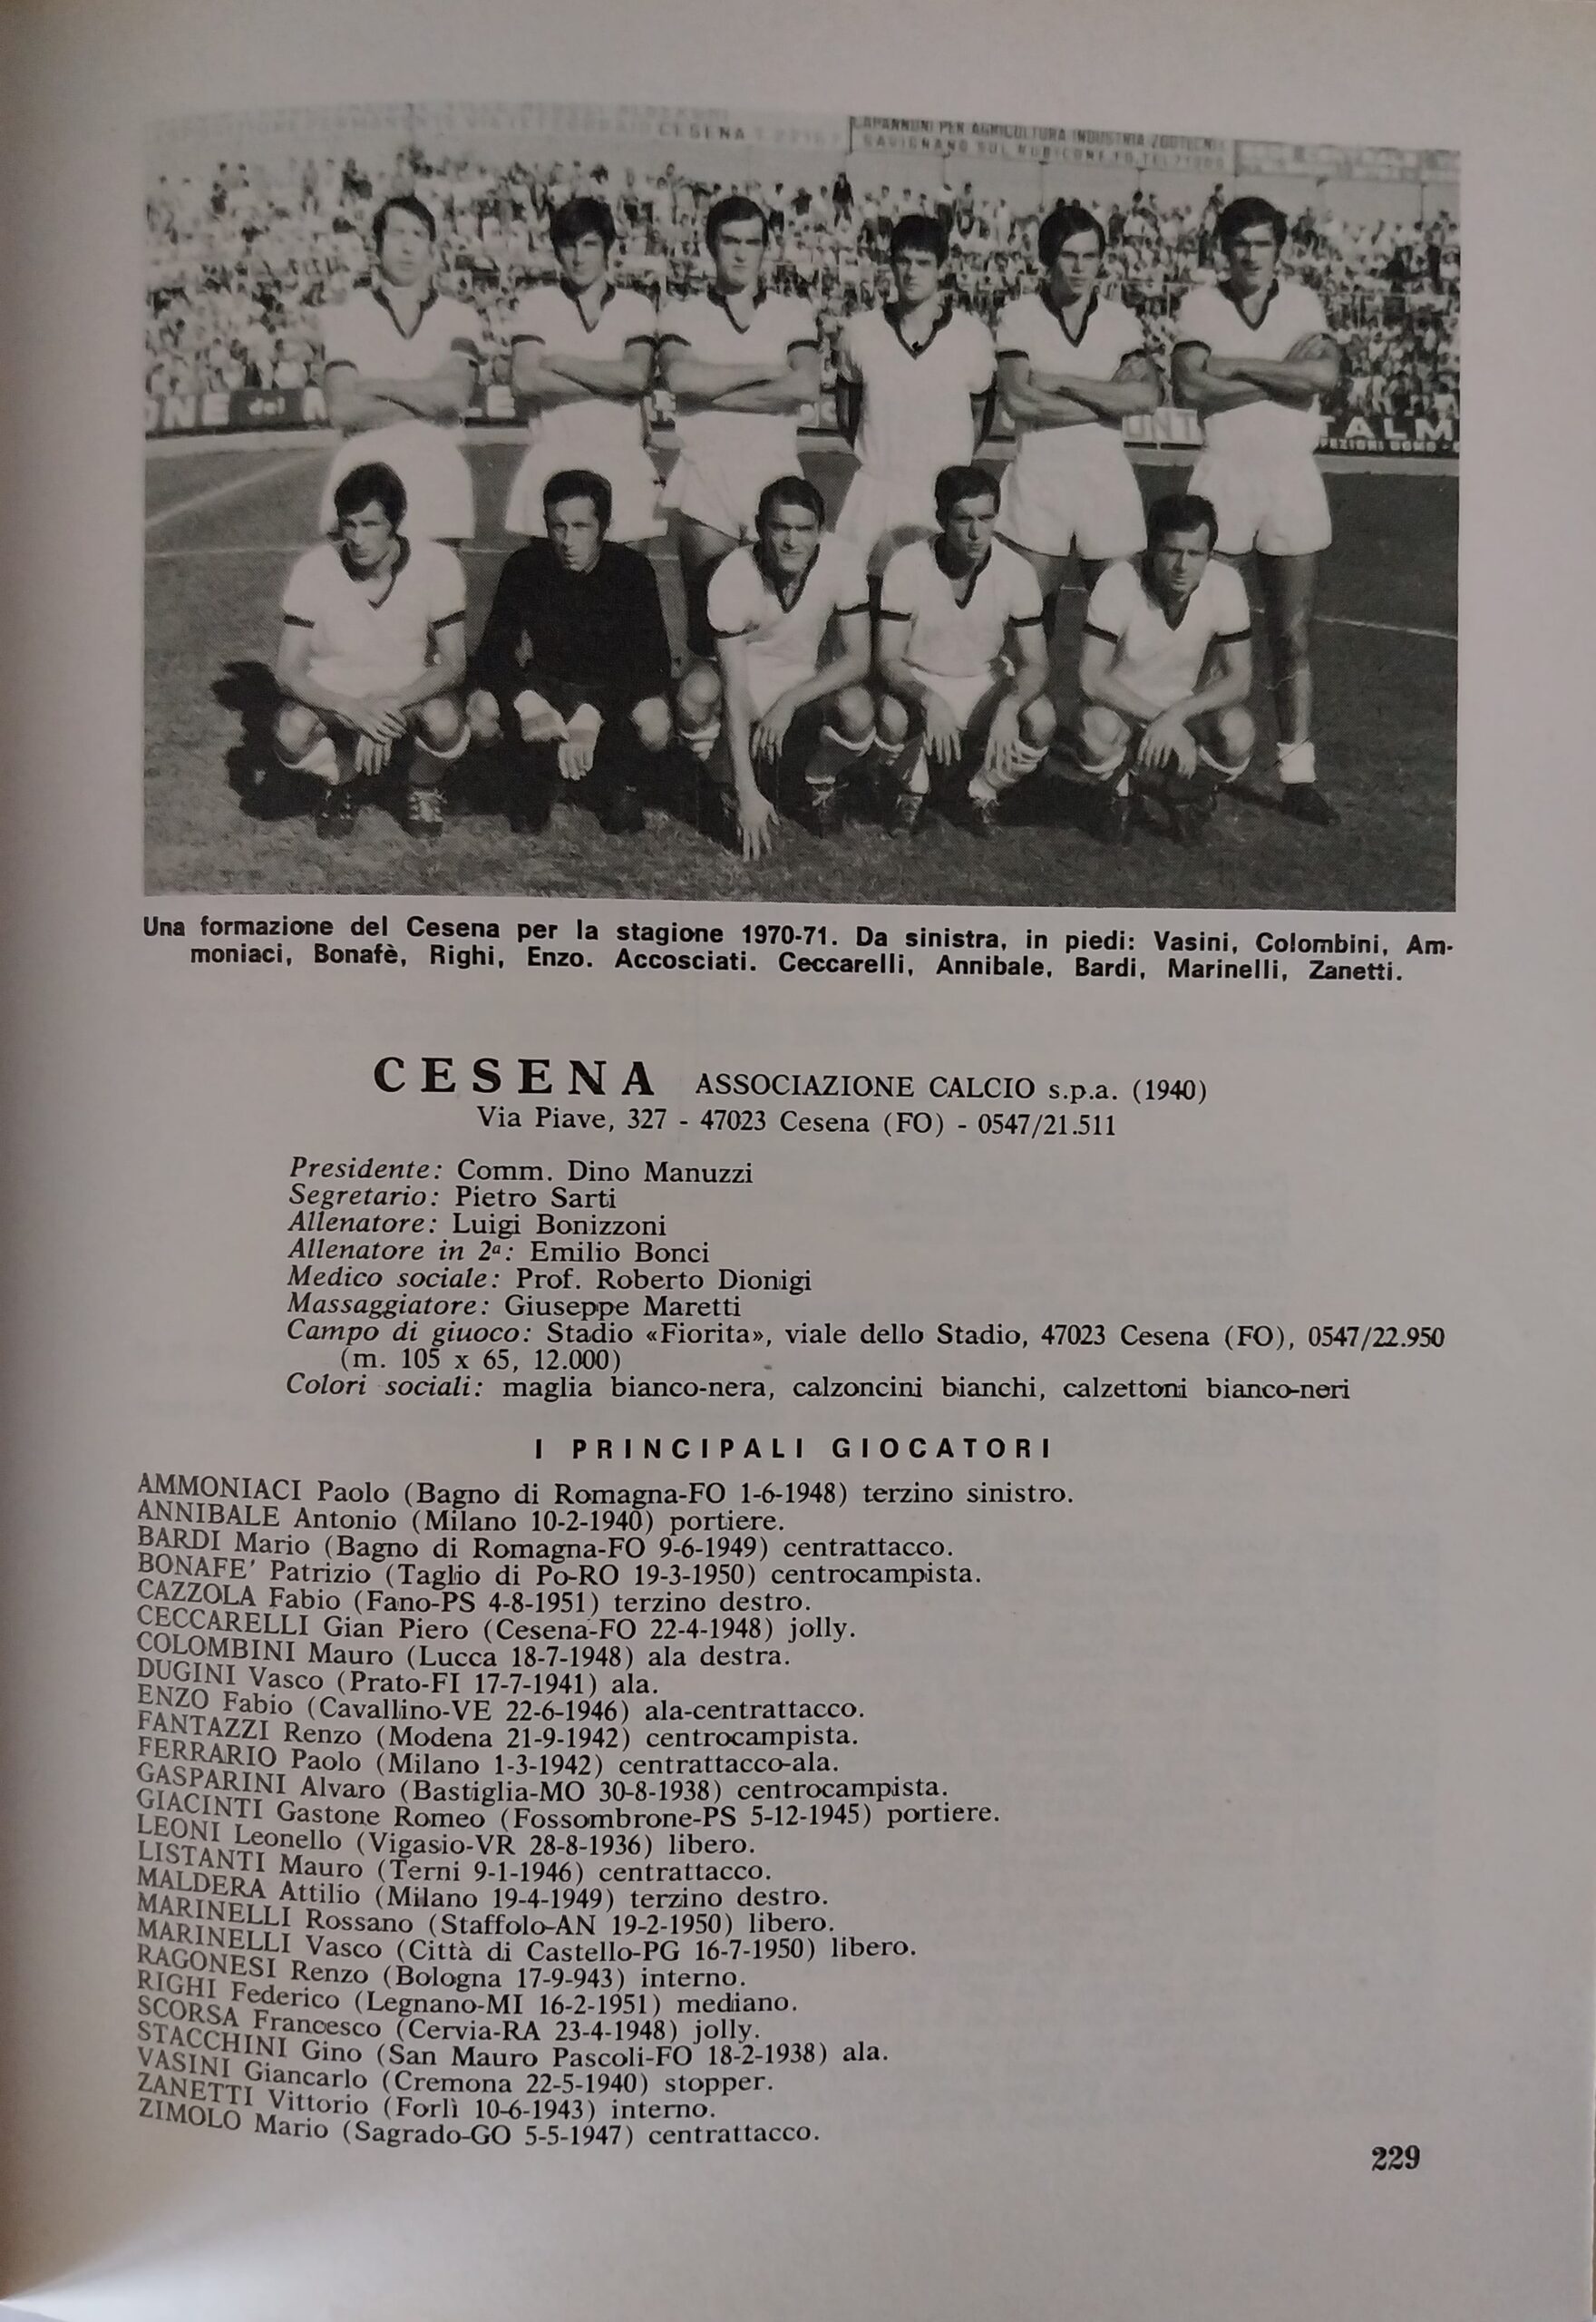 CESENA
CAPANNONI PER AGRICOLTURA INDUSTRIA ZOOTECNIA
SAVIGNANO SUL RUBICONE FO TEL
ONE del
TALM
Una formazione del Cesena per la stagione 1970-71. Da sinistra, in piedi: Vasini, Colombini, Am-
moniaci, Bonafè, Righi, Enzo. Accosciati. Ceccarelli, Annibale, Bardi, Marinelli, Zanetti.
CESENA ASSOCIAZIONE CALCIO s.p.a. (1940)
Via Piave, 327 - 47023 Cesena (FO) - 0547/21.511
Presidente: Comm. Dino Manuzzi
Segretario: Pietro Sarti
Allenatore: Luigi Bonizzoni
Allenatore in 2ª: Emilio Bonci
Medico sociale: Prof. Roberto Dionigi
Massaggiatore: Giuseppe Maretti
Campo di giuoco: Stadio «Fiorita», viale dello Stadio, 47023 Cesena (FO), 0547/22.950
(m. 105 x 65, 12.000)
Colori sociali: maglia bianco-nera, calzoncini bianchi, calzettoni bianco-neri
I PRINCIPALI GIOCATORI
AMMONIACI Paolo (Bagno di Romagna-FO 1-6-1948) terzino sinistro.
ANNIBALE Antonio (Milano 10-2-1940) portiere.
BARDI Mario (Bagno di Romagna-FO 9-6-1949) centrattacco.
BONAFE' Patrizio (Taglio di Po-RO 19-3-1950) centrocampista.
CAZZOLA Fabio (Fano-PS 4-8-1951) terzino destro.
CECCARELLI Gian Piero (Cesena-FO 22-4-1948) jolly.
COLOMBINI Mauro (Lucca 18-7-1948) ala destra.
DUGINI Vasco (Prato-FI 17-7-1941) ala.
ENZO Fabio (Cavallino-VE 22-6-1946) ala-centrattacco.
FANTAZZI Renzo (Modena 21-9-1942) centrocampista.
FERRARIO Paolo (Milano 1-3-1942) centrattacco-ala.
GASPARINI Alvaro (Bastiglia-MO 30-8-1938) centrocampista.
GIACINTI Gastone Romeo (Fossombrone-PS 5-12-1945) portiere.
LEONI Leonello (Vigasio-VR 28-8-1936) libero.
LISTANTI Mauro (Terni 9-1-1946) centrattacco.
MALDERA Attilio (Milano 19-4-1949) terzino destro.
MARINELLI Rossano (Staffolo-AN 19-2-1950) libero.
MARINELLI Vasco (Città di Castello-PG 16-7-1950) libero.
RAGONESI Renzo (Bologna 17-9-943) interno.
RIGHI Federico (Legnano-MI 16-2-1951) mediano.
SCORSA Francesco (Cervia-RA 23-4-1948) jolly.
STACCHINI Gino (San Mauro Pascoli-FO 18-2-1938) ala.
VASINI Giancarlo (Cremona 22-5-1940) stopper.
ZANETTI Vittorio (Forlì 10-6-1943) interno.
ZIMOLO Mario (Sagrado-GO 5-5-1947) centrattacco.
229